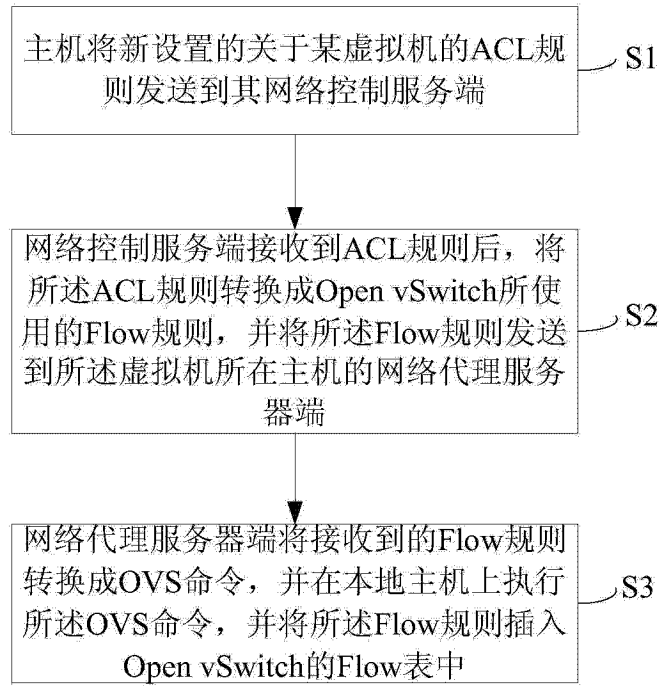 主机将新设置的关于某虚拟机的ACL规
则发送到其网络控制服务端
S1
网络控制服务端接收到ACL规则后，将
所述ACL规则转换成Open vSwitch所使
用的Flow规则，并将所述Flow规则发送
到所述虚拟机所在主机的网络代理服务
器端
S2
网络代理服务器端将接收到的Flow规则
转换成OVS命令，并在本地主机上执行
所述OVS命令，并将所述Flow规则插入
Open vSwitch的Flow表中
S3